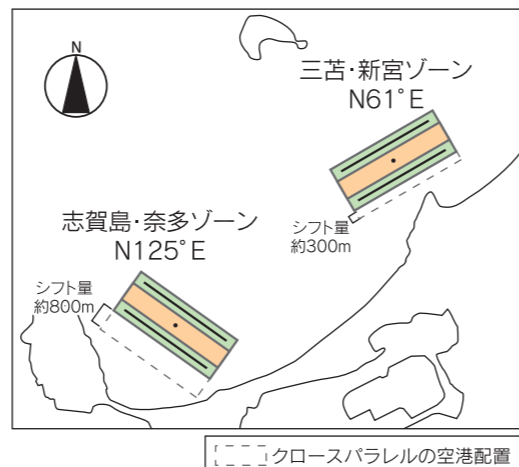 N
三苫・新宮ゾーン
N61°E
シフト量
約300m
志賀島・奈多ゾーン
N125°E
シフト量
約800m
クロースパラレルの空港配置